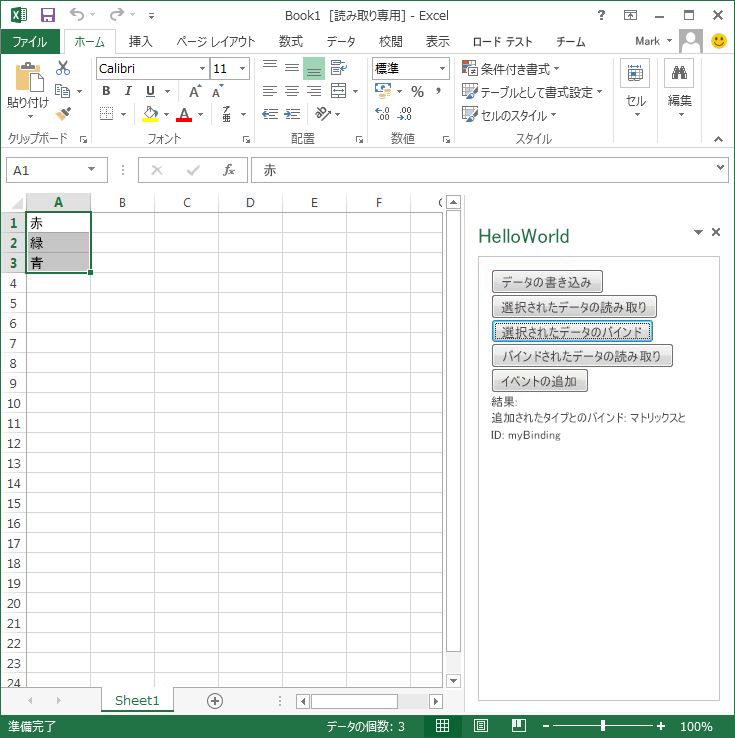 Book1 [読み取り専用] - Excel
?
ファイル ホーム 挿入 ページ レイアウト 数式 データ 校閲 表示 ロード テスト チーム Mark
貼り付け
クリップボード
Calibri 11
B I U A A
A
フォント
配置
標準
% ,
数値
条件付き書式
テーブルとして書式設定
セルのスタイル
スタイル
セル
編集
A1 fx 赤
A B C D E F
1 赤
2 緑
3 青
4
5
6
7
8
9
10
11
12
13
14
15
16
17
18
19
20
21
22
23
24
HelloWorld
データの書き込み
選択されたデータの読み取り
選択されたデータのバインド
バインドされたデータの読み取り
イベントの追加
結果:
追加されたタイプとのバインド: マトリックスと
ID: myBinding
Sheet1
準備完了 データの個数: 3 100%